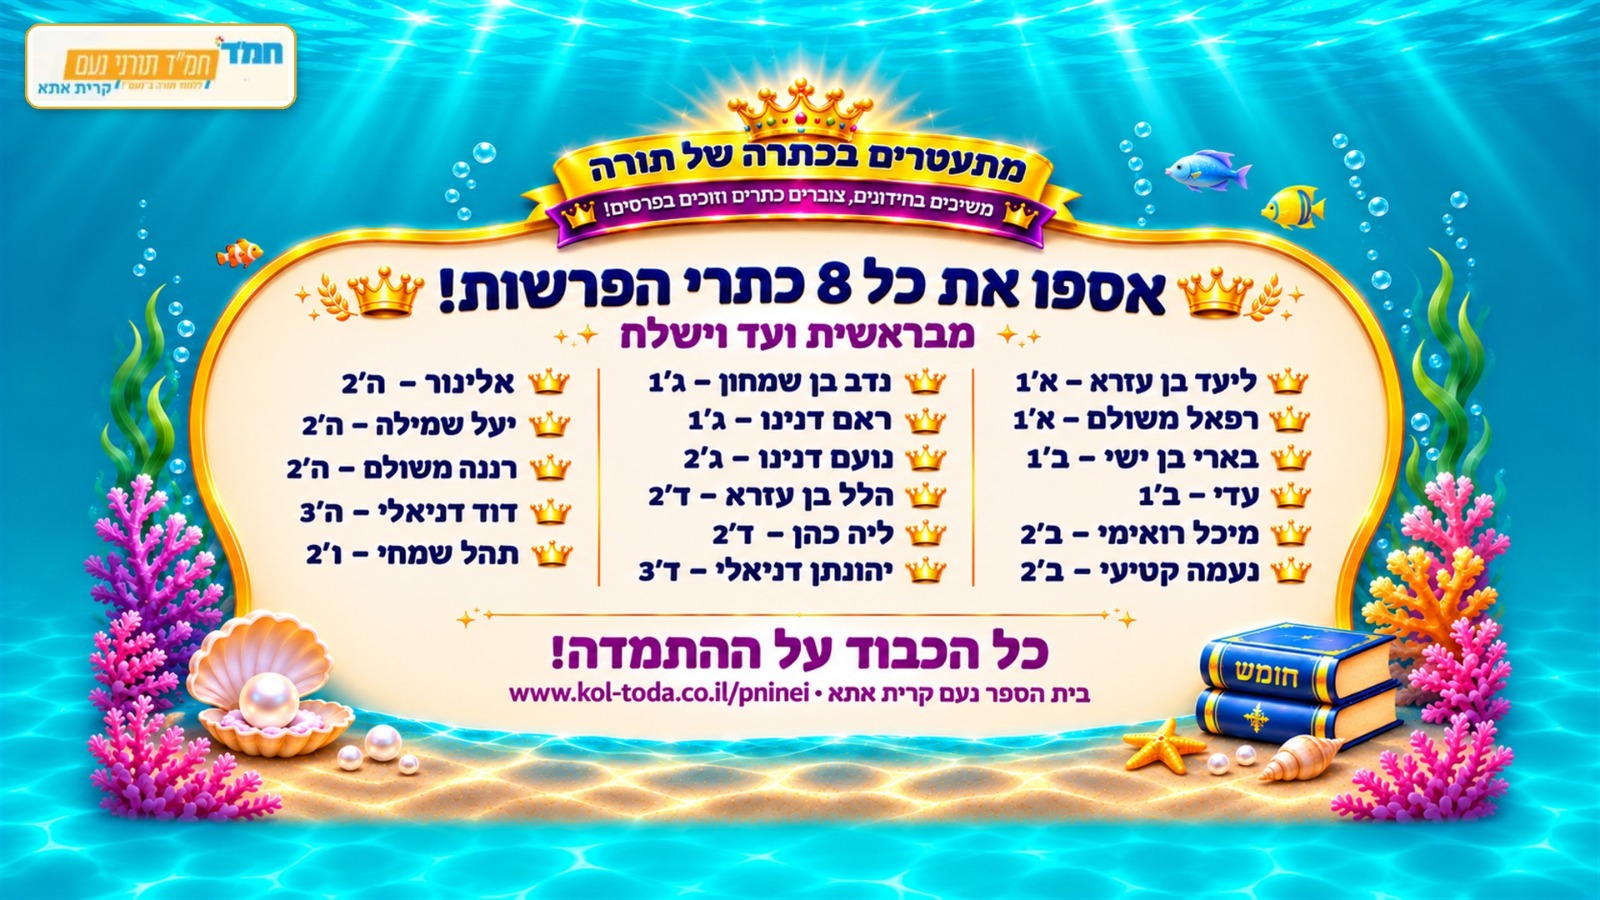 חמ"ד
חמ"ד תורני נעם
ללמוד תורה ב"נעם"!
קרית אתא
מתעטרים בכתרה של תורה
משיבים בחידונים, צוברים כתרים וזוכים בפרסים!
אספו את כל 8 כתרי הפרשות!
מבראשית ועד וישלח
ליעד בן עזרא – א'1
רפאל משולם – א'1
בארי בן ישי – ב'1
עדי – ב'1
מיכל רואימי – ב'2
נעמה קטיעי – ב'2
נדב בן שמחון – ג'1
ראם דנינו – ג'1
נועם דנינו – ג'2
הלל בן עזרא – ד'2
ליה כהן – ד'2
יהונתן דניאלי – ד'3
אלינור – ה'2
יעל שמילה – ה'2
רננה משולם – ה'2
דוד דניאלי – ה'3
תהל שמחי – ו'2
כל הכבוד על ההתמדה!
בית הספר נעם קרית אתא • www.kol-toda.co.il/pninei
חומש